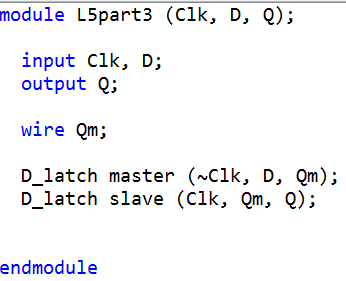 module L5part3 (Clk, D, Q);
input Clk, D;
output Q;
wire Qm;
D_latch master (~Clk, D, Qm);
D_latch slave (Clk, Qm, Q);
endmodule